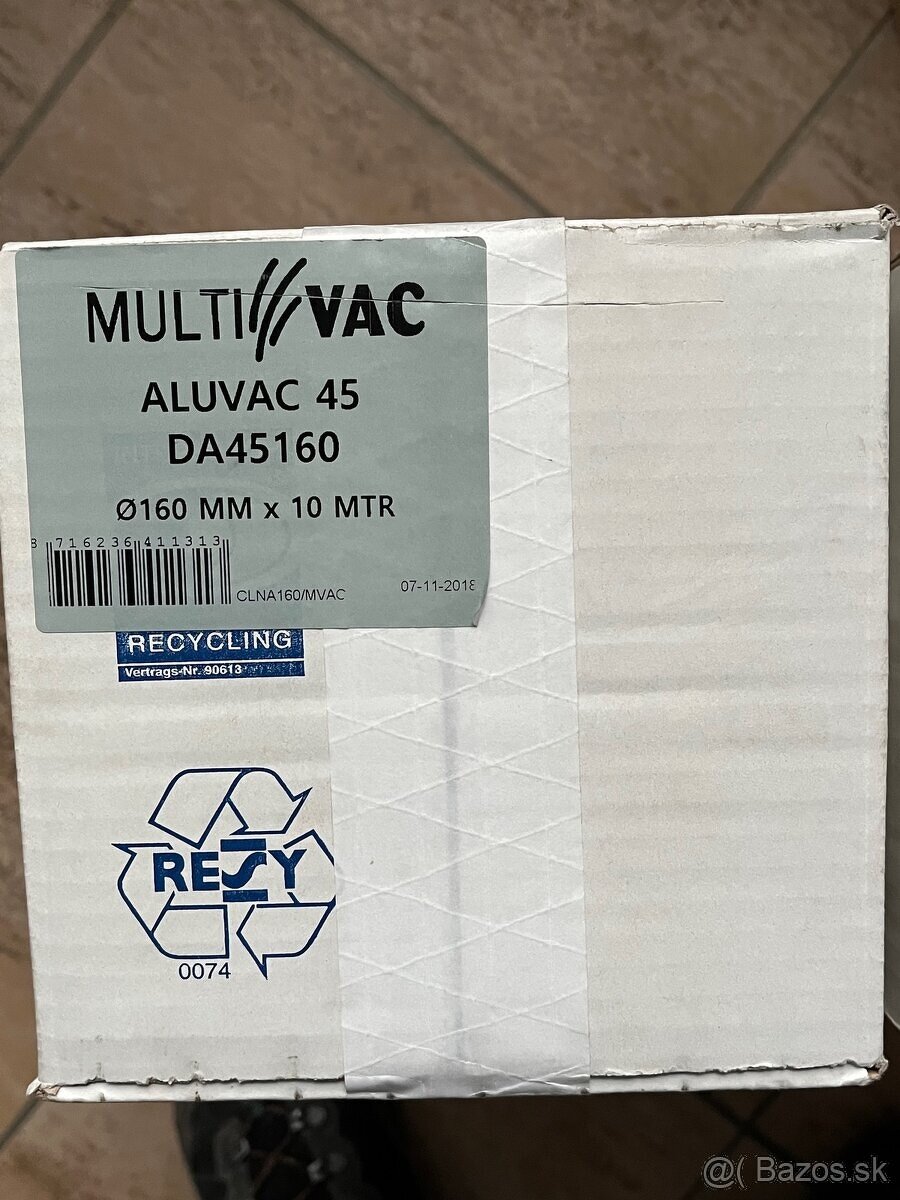 MULTI VAC
ALUVAC 45
DA45160
Ø160 MM x 10 MTR
8 716236 411313
CLNA160/MVAC
07-11-2018
RECYCLING
Vertrags-Nr. 90613
RESY
0074
@( Bazos.sk